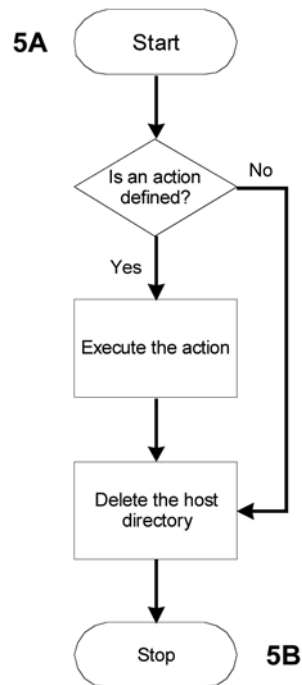 5A
Start
Is an action
defined?
No
Yes
Execute the action
Delete the host
directory
Stop
5B